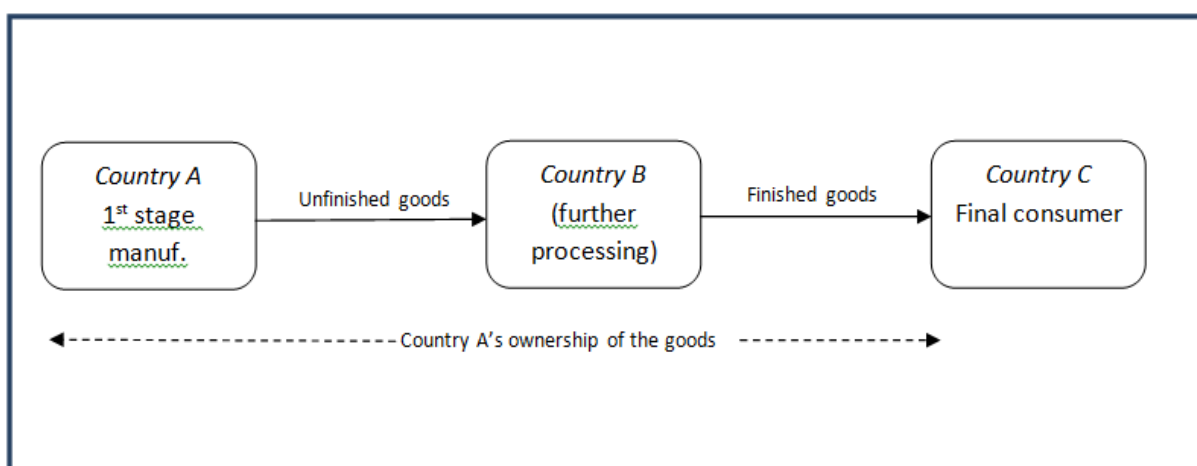 Country A
1st stage
manuf.
Unfinished goods
Country B
(further
processing)
Finished goods
Country C
Final consumer
Country A's ownership of the goods